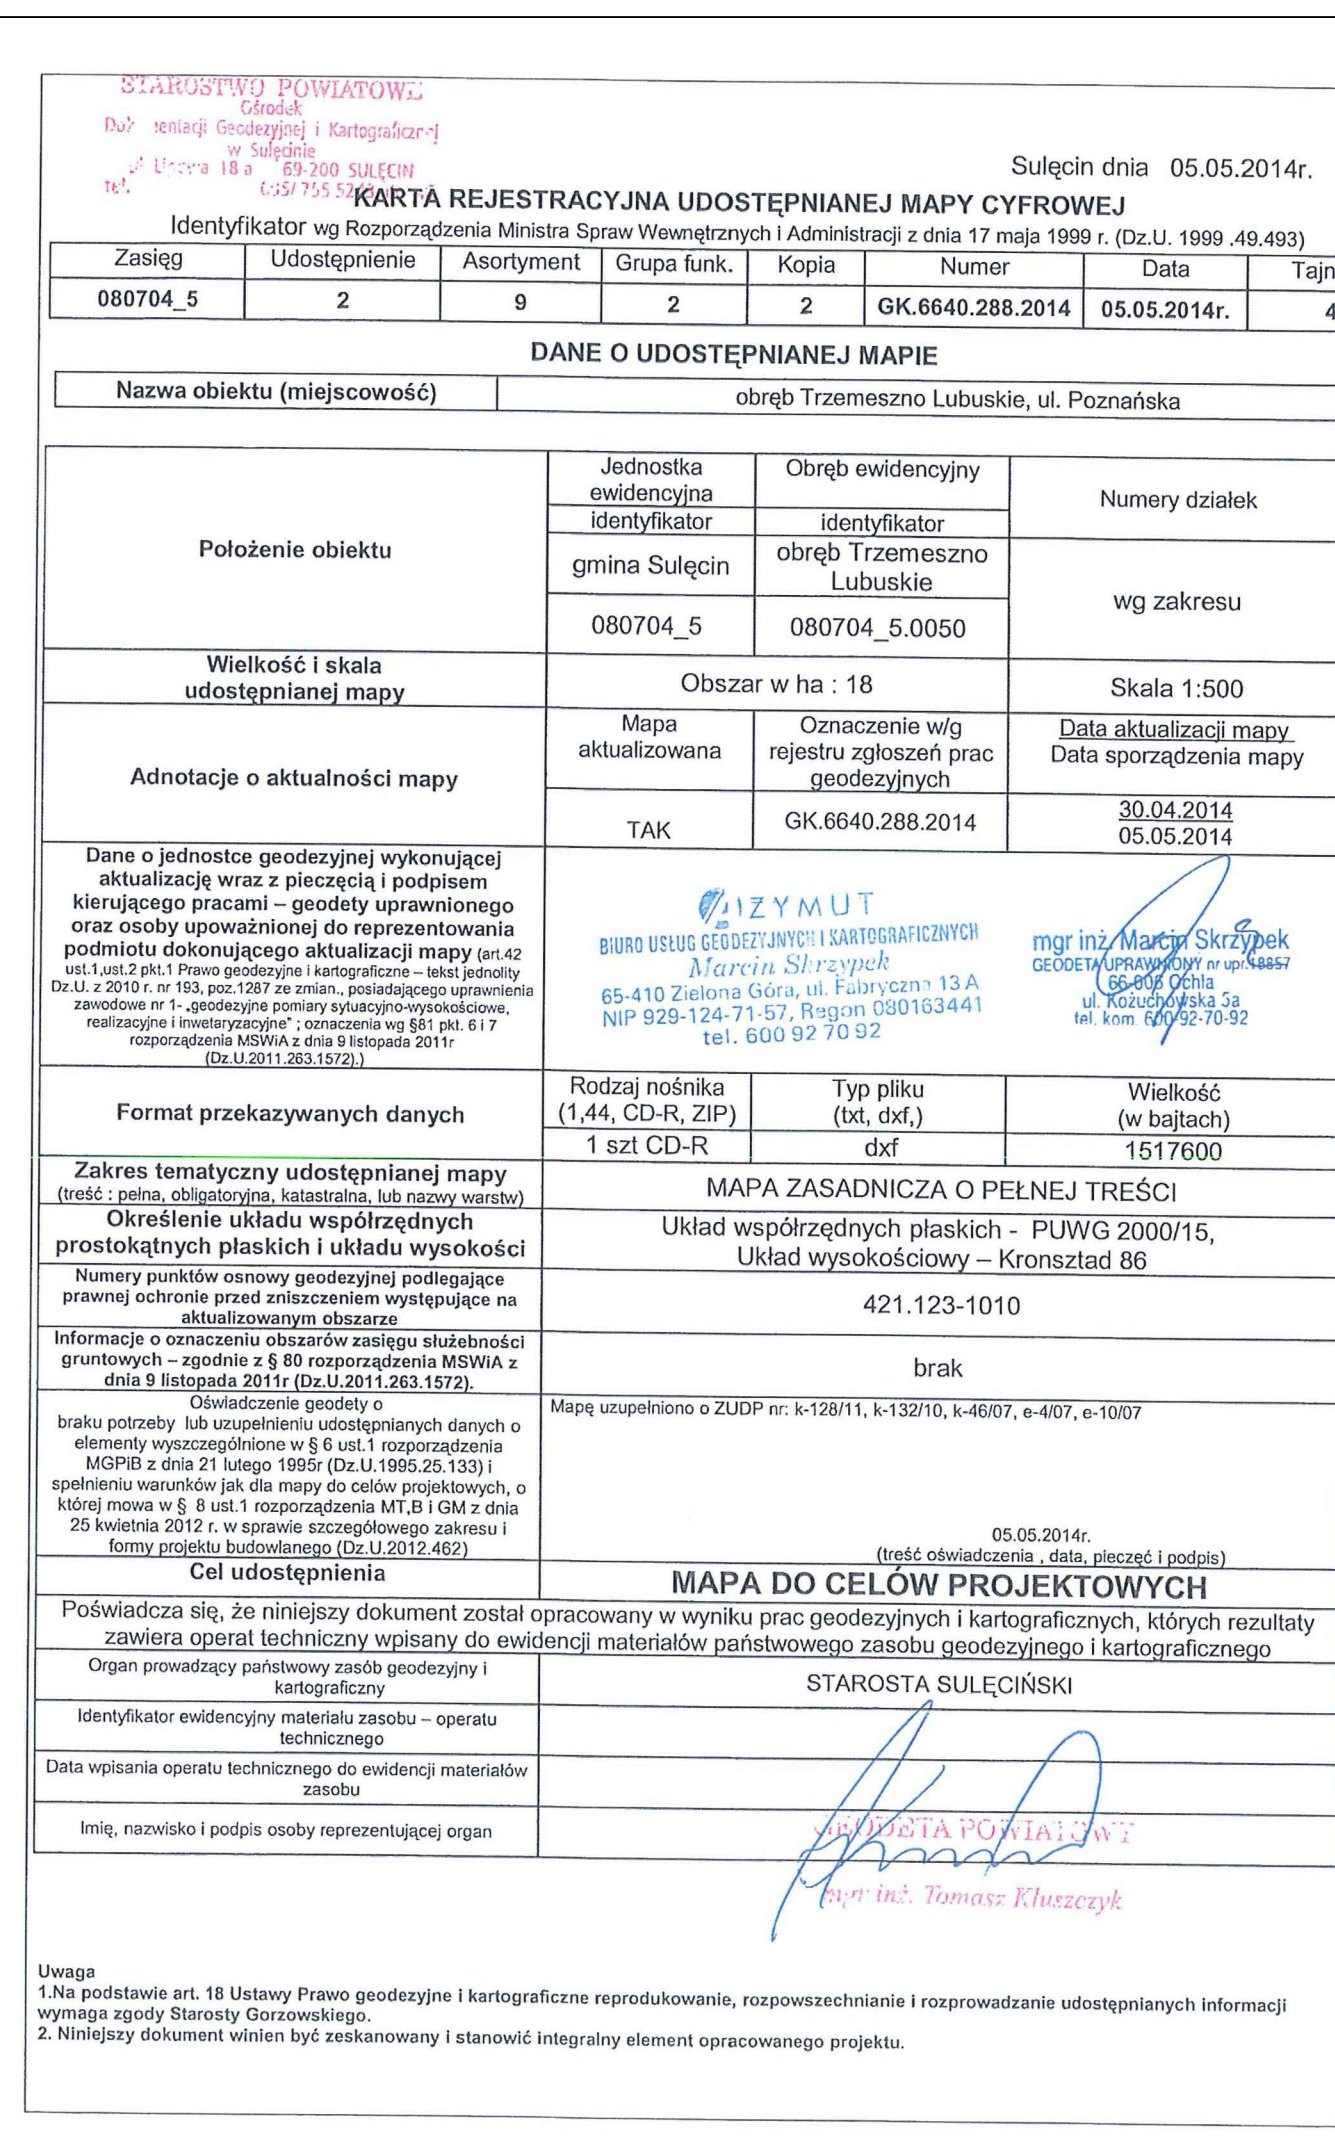 STAROSTWO POWIATOWE
Ośrodek
Geodezyjnej i Kartograficznej
w Sulęcinie
18 a 69-200 SULĘCIN
tel.
Sulęcin dnia 05.05.2014r.
KARTA REJESTRACYJNA UDOSTĘPNIANEJ MAPY CYFROWEJ
Identyfikator wg Rozporządzenia Ministra Spraw Wewnętrznych i Administracji z dnia 17 maja 1999 r. (Dz.U. 1999 .49.493)
Zasięg Udostępnienie Asortyment Grupa funk. Kopia Numer Data Tajn
080704_5 2 9 2 2 GK.6640.288.2014 05.05.2014r. 4
DANE O UDOSTĘPNIANEJ MAPIE
Nazwa obiektu (miejscowość) obręb Trzemeszno Lubuskie, ul. Poznańska
Położenie obiektu
Jednostka ewidencyjna
Obręb ewidencyjny
Numery działek
identyfikator identyfikator
gmina Sulęcin
obręb Trzemeszno
Lubuskie
wg zakresu
080704_5 080704_5.0050
Wielkość i skala
udostępnianej mapy
Obszar w ha : 18 Skala 1:500
Adnotacje o aktualności mapy
Mapa
aktualizowana
Oznaczenie w/g
rejestru zgłoszeń prac
geodezyjnych
Data aktualizacji mapy
Data sporządzenia mapy
TAK GK.6640.288.2014
30.04.2014
05.05.2014
Dane o jednostce geodezyjnej wykonującej
aktualizację wraz z pieczęcią i podpisem
kierującego pracami – geodety uprawnionego
oraz osoby upoważnionej do reprezentowania
podmiotu dokonującego aktualizacji mapy (art.42
ust.1,ust.2 pkt.1 Prawo geodezyjne i kartograficzne – tekst jednolity
Dz.U. z 2010 r. nr 193, poz.1287 ze zmian., posiadającego uprawnienia
zawodowe nr 1- „geodezyjne pomiary sytuacyjno-wysokościowe,
realizacyjne i inwetaryzacyjne" ; oznaczenia wg §81 pkt. 6 i 7
rozporządzenia MSWiA z dnia 9 listopada 2011r
(Dz.U.2011.263.1572).)
AIZYMUT
BIURO USŁUG GEODEZYJNYCH I KARTOGRAFICZNYCH
Marcin Skrzypek
65-410 Zielona Góra, ul. Fabryczna 13 A
NIP 929-124-71-57, Regon 080163441
tel. 600 92 70 92
mgr inż. Marcin Skrzypek
GEODETA UPRAWNIONY nr upr. 18857
66-006 Ochla
ul. Kożuchowska 5a
tel. kom. 600-92-70-92
Format przekazywanych danych
Rodzaj nośnika
(1,44, CD-R, ZIP)
Typ pliku
(txt, dxf,)
Wielkość
(w bajtach)
1 szt CD-R dxf 1517600
Zakres tematyczny udostępnianej mapy
(treść : pełna, obligatoryjna, katastralna, lub nazwy warstw)
MAPA ZASADNICZA O PEŁNEJ TREŚCI
Określenie układu współrzędnych
prostokątnych płaskich i układu wysokości
Układ współrzędnych płaskich - PUWG 2000/15,
Układ wysokościowy – Kronsztad 86
Numery punktów osnowy geodezyjnej podlegające
prawnej ochronie przed zniszczeniem występujące na
aktualizowanym obszarze
421.123-1010
Informacje o oznaczeniu obszarów zasięgu służebności
gruntowych – zgodnie z § 80 rozporządzenia MSWiA z
dnia 9 listopada 2011r (Dz.U.2011.263.1572).
brak
Oświadczenie geodety o
braku potrzeby lub uzupełnieniu udostępnianych danych o
elementy wyszczególnione w § 6 ust.1 rozporządzenia
MGPiB z dnia 21 lutego 1995r (Dz.U.1995.25.133) i
spełnieniu warunków jak dla mapy do celów projektowych, o
której mowa w § 8 ust.1 rozporządzenia MT,B i GM z dnia
25 kwietnia 2012 r. w sprawie szczegółowego zakresu i
formy projektu budowlanego (Dz.U.2012.462)
Mapę uzupełniono o ZUDP nr: k-128/11, k-132/10, k-46/07, e-4/07, e-10/07
05.05.2014r.
(treść oświadczenia , data, pieczęć i podpis)
Cel udostępnienia MAPA DO CELÓW PROJEKTOWYCH
Poświadcza się, że niniejszy dokument został opracowany w wyniku prac geodezyjnych i kartograficznych, których rezultaty
zawiera operat techniczny wpisany do ewidencji materiałów państwowego zasobu geodezyjnego i kartograficznego
Organ prowadzący państwowy zasób geodezyjny i
kartograficzny
STAROSTA SULĘCIŃSKI
Identyfikator ewidencyjny materiału zasobu – operatu
technicznego
Data wpisania operatu technicznego do ewidencji materiałów
zasobu
Imię, nazwisko i podpis osoby reprezentującej organ
GEODETA POWIATOWY
mgr inż. Tomasz Kluszczyk
Uwaga
1.Na podstawie art. 18 Ustawy Prawo geodezyjne i kartograficzne reprodukowanie, rozpowszechnianie i rozprowadzanie udostępnianych informacji
wymaga zgody Starosty Gorzowskiego.
2. Niniejszy dokument winien być zeskanowany i stanowić integralny element opracowanego projektu.